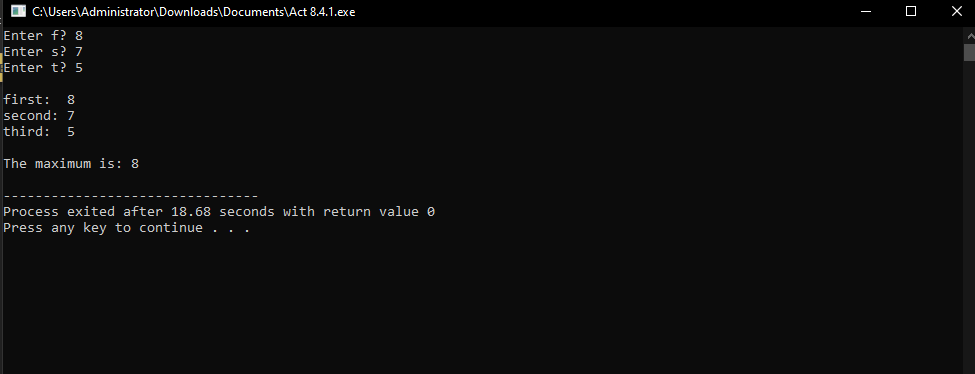 C:\Users\Administrator\Downloads\Documents\Act 8.4.1.exe
Enter f? 8
Enter s? 7
Enter t? 5
first:  8
second: 7
third:  5
The maximum is: 8
--------------------------------
Process exited after 18.68 seconds with return value 0
Press any key to continue . . .